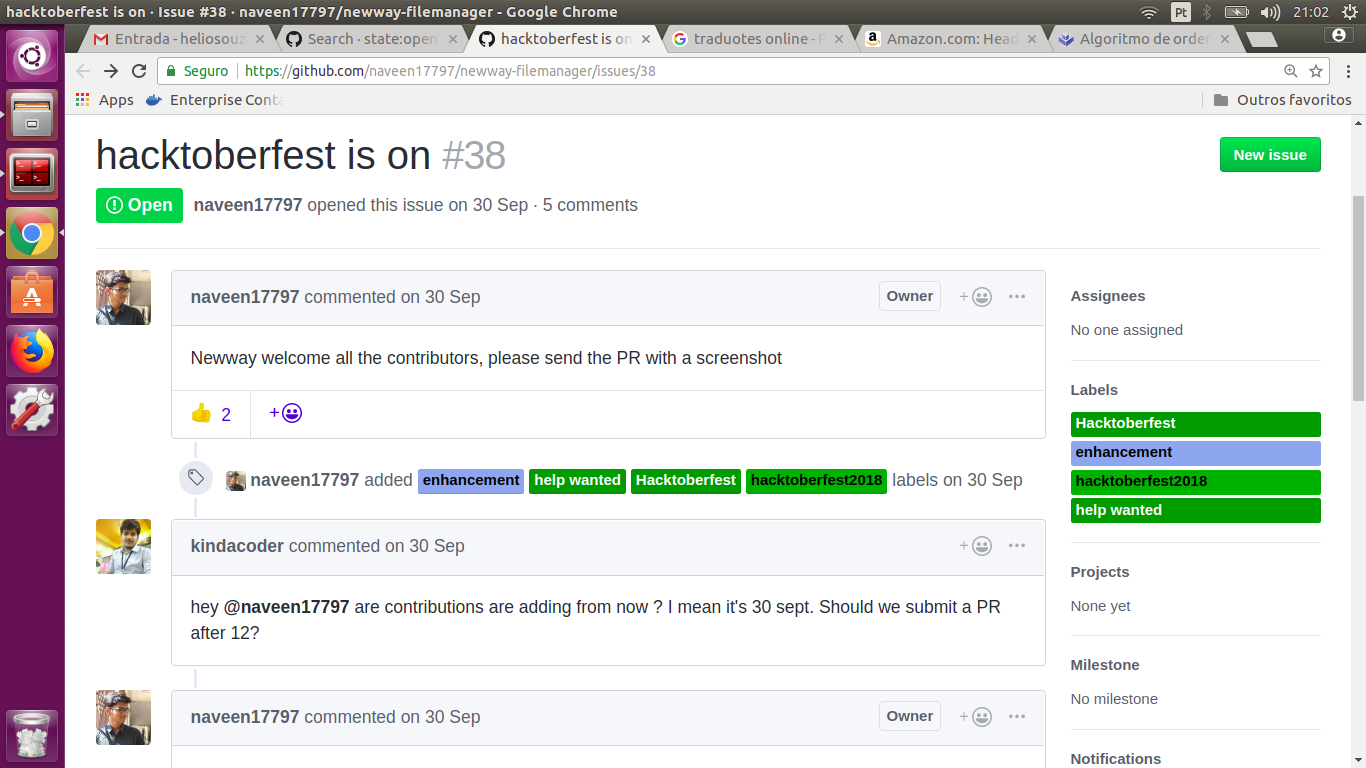 hacktoberfest is on · Issue #38 · naveen17797/newway-filemanager - Google Chrome
Pt
21:02
Entrada - heliosouz
Search · state:open
hacktoberfest is on
traduotes online - P
Amazon.com: Head
Algoritmo de orde
Seguro
https://github.com/naveen17797/newway-filemanager/issues/38
Apps
Enterprise Conta
Outros favoritos
hacktoberfest is on #38
New issue
Open
naveen17797 opened this issue on 30 Sep · 5 comments
naveen17797 commented on 30 Sep
Owner
Newway welcome all the contributors, please send the PR with a screenshot
2
naveen17797 added enhancement help wanted Hacktoberfest hacktoberfest2018 labels on 30 Sep
kindacoder commented on 30 Sep
hey @naveen17797 are contributions are adding from now ? I mean it's 30 sept. Should we submit a PR
after 12?
naveen17797 commented on 30 Sep
Owner
Assignees
No one assigned
Labels
Hacktoberfest
enhancement
hacktoberfest2018
help wanted
Projects
None yet
Milestone
No milestone
Notifications